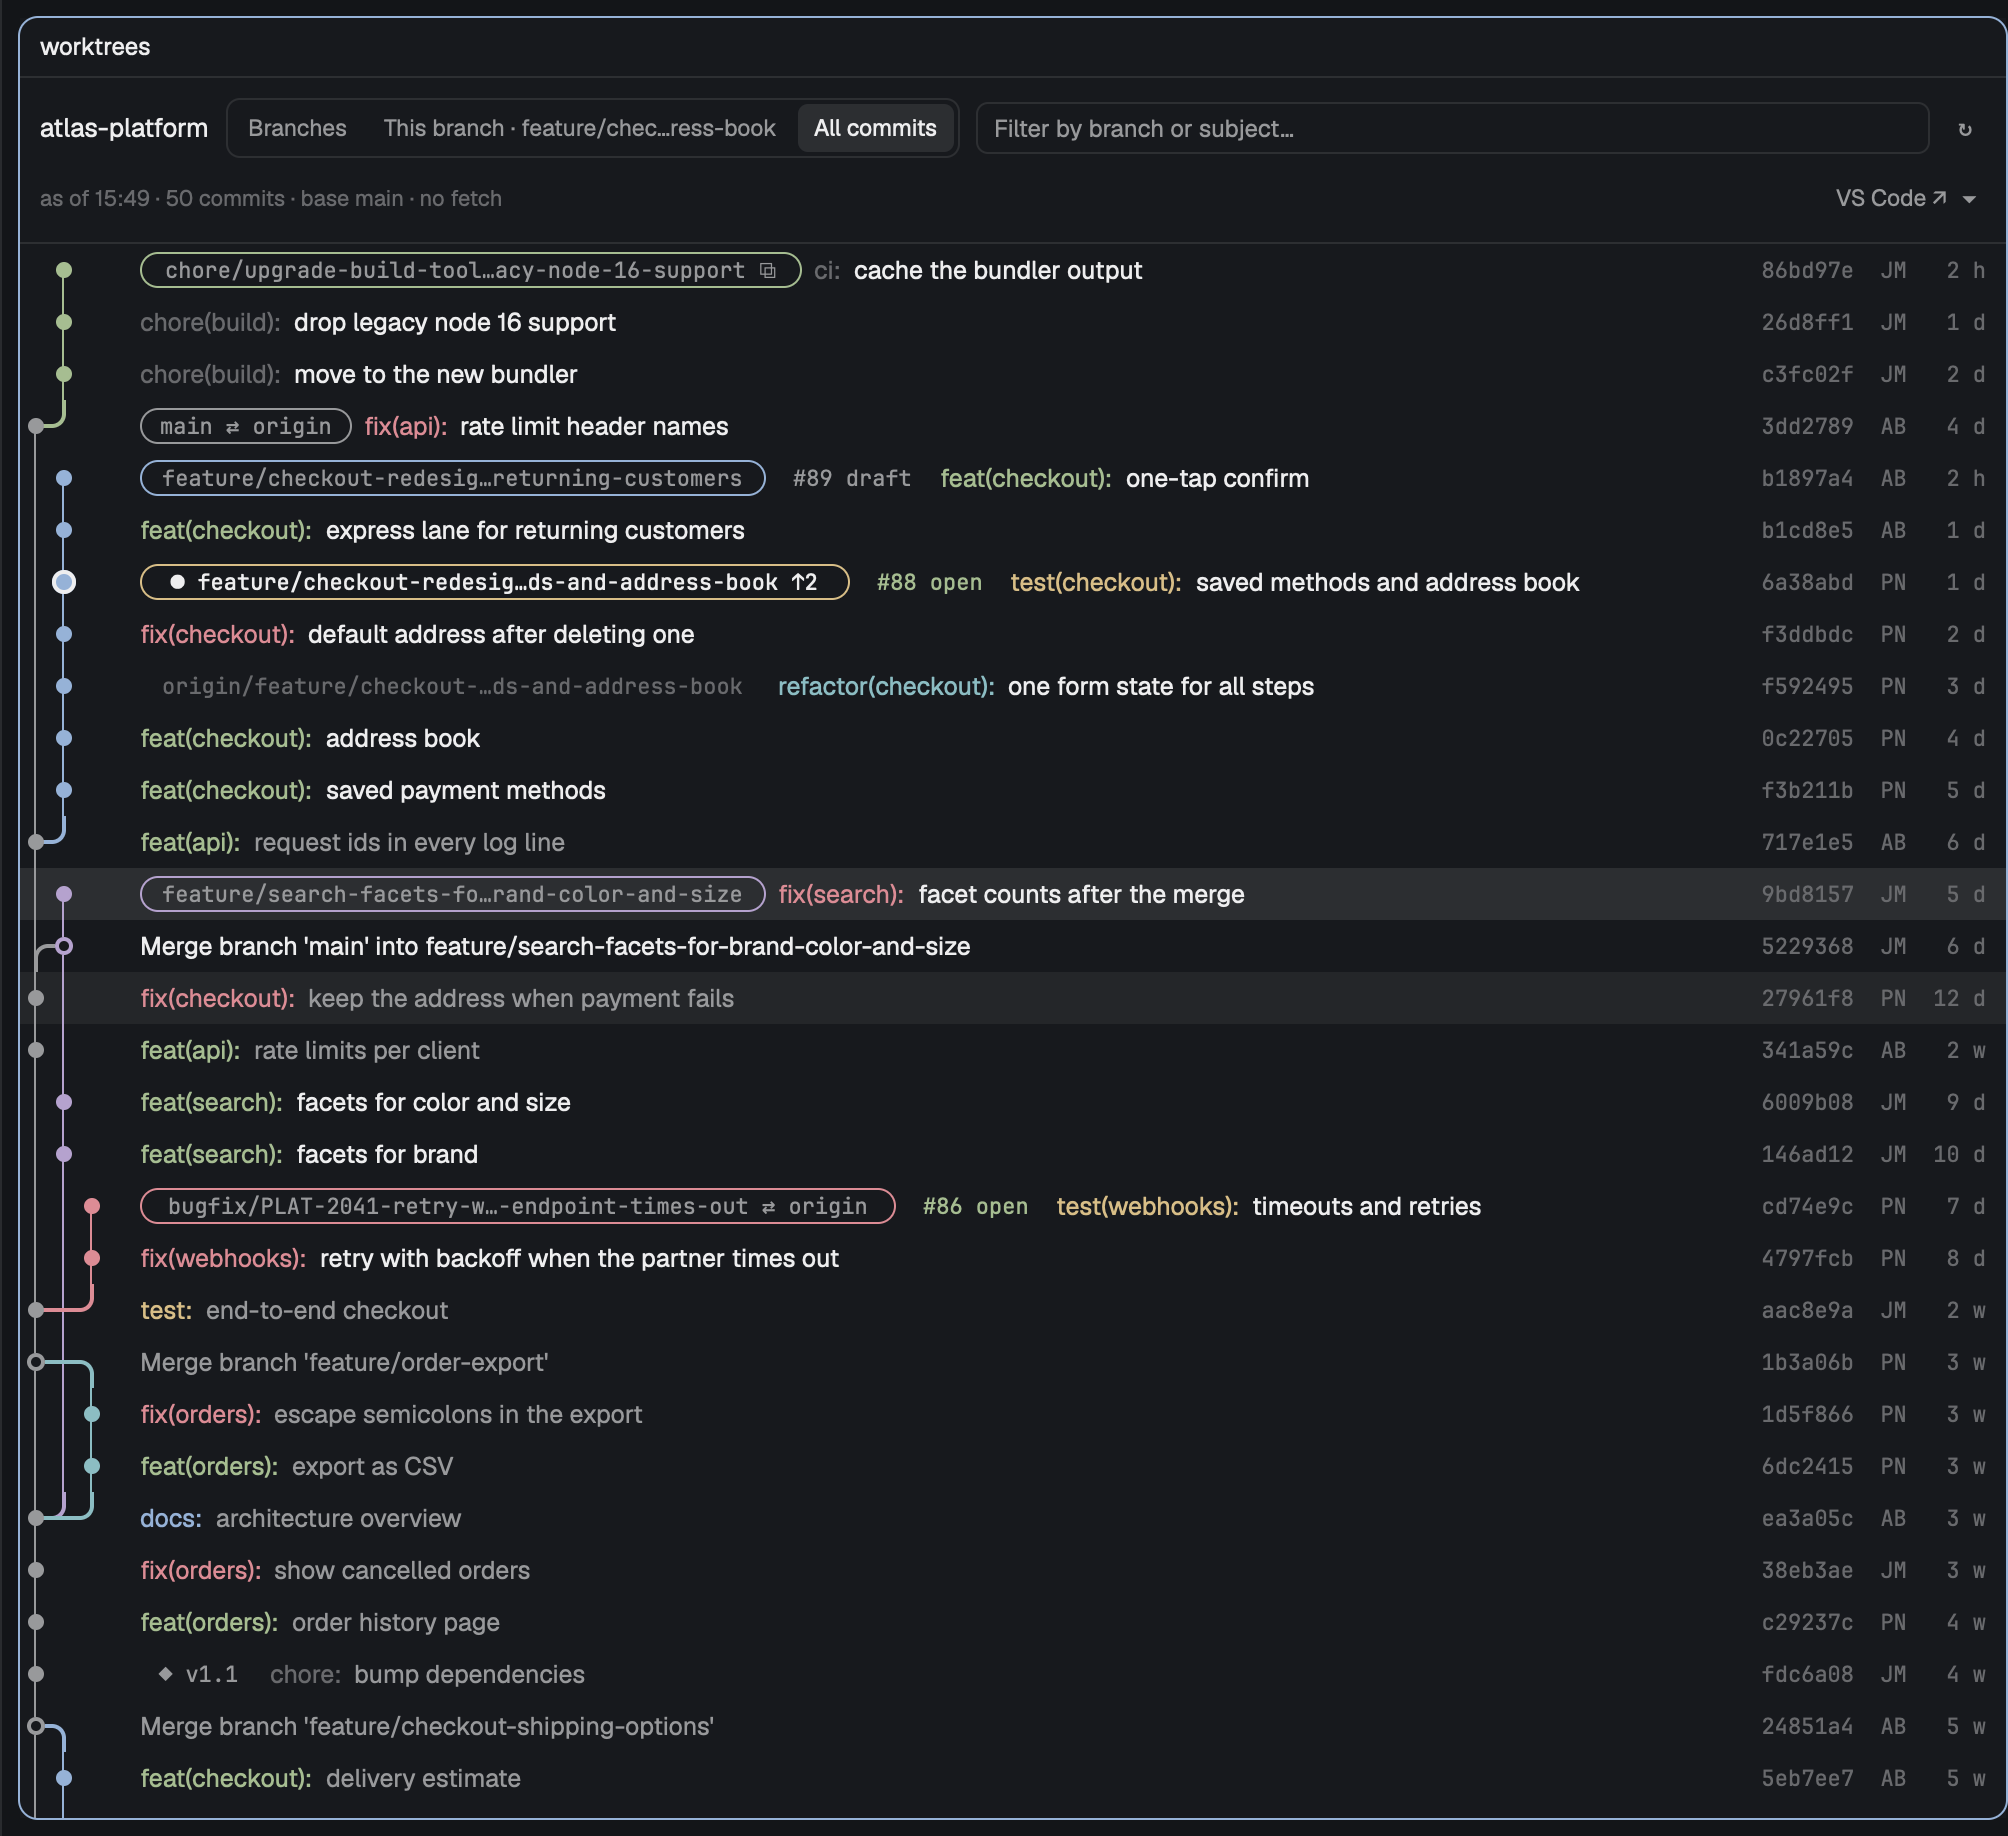 worktrees
atlas-platform Branches This branch · feature/chec…ress-book All commits Filter by branch or subject… ↻
as of 15:49 · 50 commits · base main · no fetch VS Code ↗
chore/upgrade-build-tool…acy-node-16-support ci: cache the bundler output 86bd97e JM 2 h
chore(build): drop legacy node 16 support 26d8ff1 JM 1 d
chore(build): move to the new bundler c3fc02f JM 2 d
main ⇄ origin fix(api): rate limit header names 3dd2789 AB 4 d
feature/checkout-redesig…returning-customers #89 draft feat(checkout): one-tap confirm b1897a4 AB 2 h
feat(checkout): express lane for returning customers b1cd8e5 AB 1 d
● feature/checkout-redesig…ds-and-address-book ↑2 #88 open test(checkout): saved methods and address book 6a38abd PN 1 d
fix(checkout): default address after deleting one f3ddbdc PN 2 d
origin/feature/checkout-…ds-and-address-book refactor(checkout): one form state for all steps f592495 PN 3 d
feat(checkout): address book 0c22705 PN 4 d
feat(checkout): saved payment methods f3b211b PN 5 d
feat(api): request ids in every log line 717e1e5 AB 6 d
feature/search-facets-fo…rand-color-and-size fix(search): facet counts after the merge 9bd8157 JM 5 d
Merge branch 'main' into feature/search-facets-for-brand-color-and-size 5229368 JM 6 d
fix(checkout): keep the address when payment fails 27961f8 PN 12 d
feat(api): rate limits per client 341a59c AB 2 w
feat(search): facets for color and size 6009b08 JM 9 d
feat(search): facets for brand 146ad12 JM 10 d
bugfix/PLAT-2041-retry-w…-endpoint-times-out ⇄ origin #86 open test(webhooks): timeouts and retries cd74e9c PN 7 d
fix(webhooks): retry with backoff when the partner times out 4797fcb PN 8 d
test: end-to-end checkout aac8e9a JM 2 w
Merge branch 'feature/order-export' 1b3a06b PN 3 w
fix(orders): escape semicolons in the export 1d5f866 PN 3 w
feat(orders): export as CSV 6dc2415 PN 3 w
docs: architecture overview ea3a05c AB 3 w
fix(orders): show cancelled orders 38eb3ae JM 3 w
feat(orders): order history page c29237c PN 4 w
◆ v1.1 chore: bump dependencies fdc6a08 JM 4 w
Merge branch 'feature/checkout-shipping-options' 24851a4 AB 5 w
feat(checkout): delivery estimate 5eb7ee7 AB 5 w